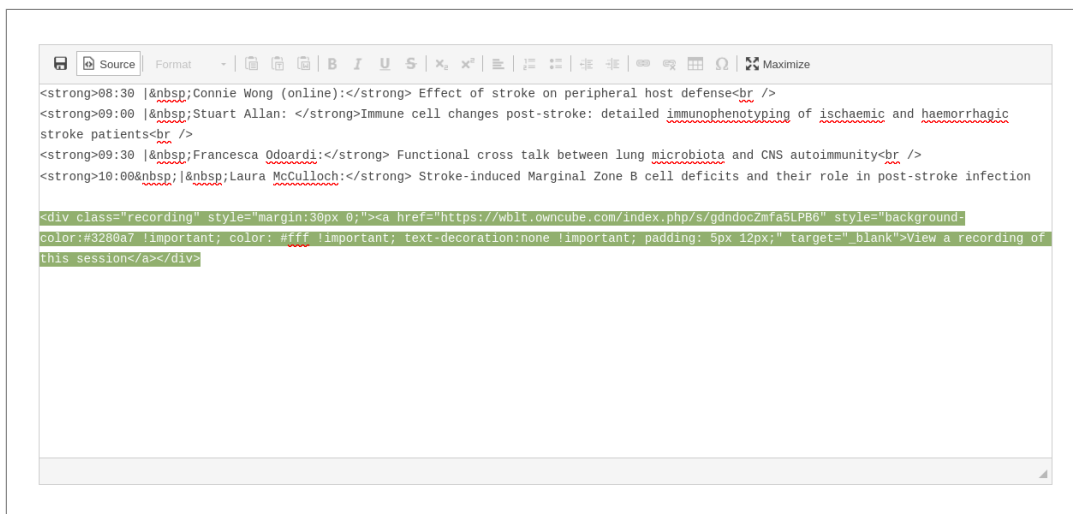 Source Format B I U S x₂ x² Ω Maximize
<strong>08:30 |&nbsp;Connie Wong (online):</strong> Effect of stroke on peripheral host defense<br />
<strong>09:00 |&nbsp;Stuart Allan: </strong>Immune cell changes post-stroke: detailed immunophenotyping of ischaemic and haemorrhagic
stroke patients<br />
<strong>09:30 |&nbsp;Francesca Odoardi:</strong> Functional cross talk between lung microbiota and CNS autoimmunity<br />
<strong>10:00&nbsp;|&nbsp;Laura McCulloch:</strong> Stroke-induced Marginal Zone B cell deficits and their role in post-stroke infection
<div class="recording" style="margin:30px 0;"><a href="https://wblt.owncube.com/index.php/s/gdndocZmfa5LPB6" style="background-
color:#3280a7 !important; color: #fff !important; text-decoration:none !important; padding: 5px 12px;" target="_blank">View a recording of
this session</a></div>